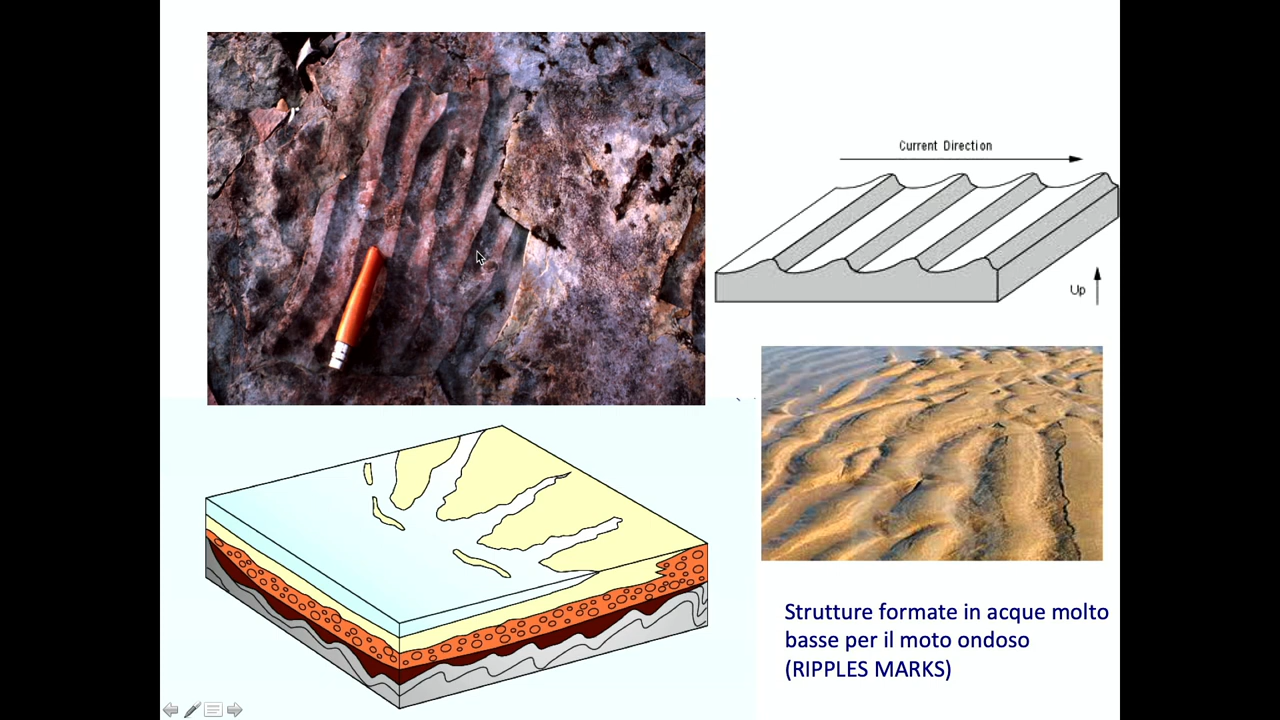 Current Direction
Up
Strutture formate in acque molto
basse per il moto ondoso
(RIPPLES MARKS)